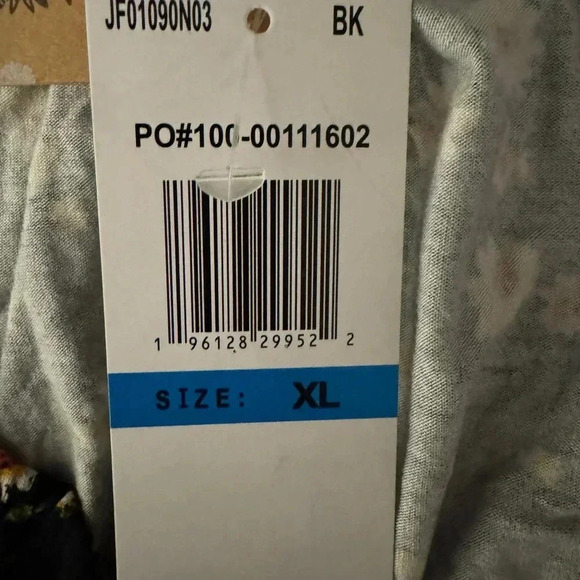 JF01090N03 BK
PO#100-00111602
1 96128 29952 2
SIZE: XL